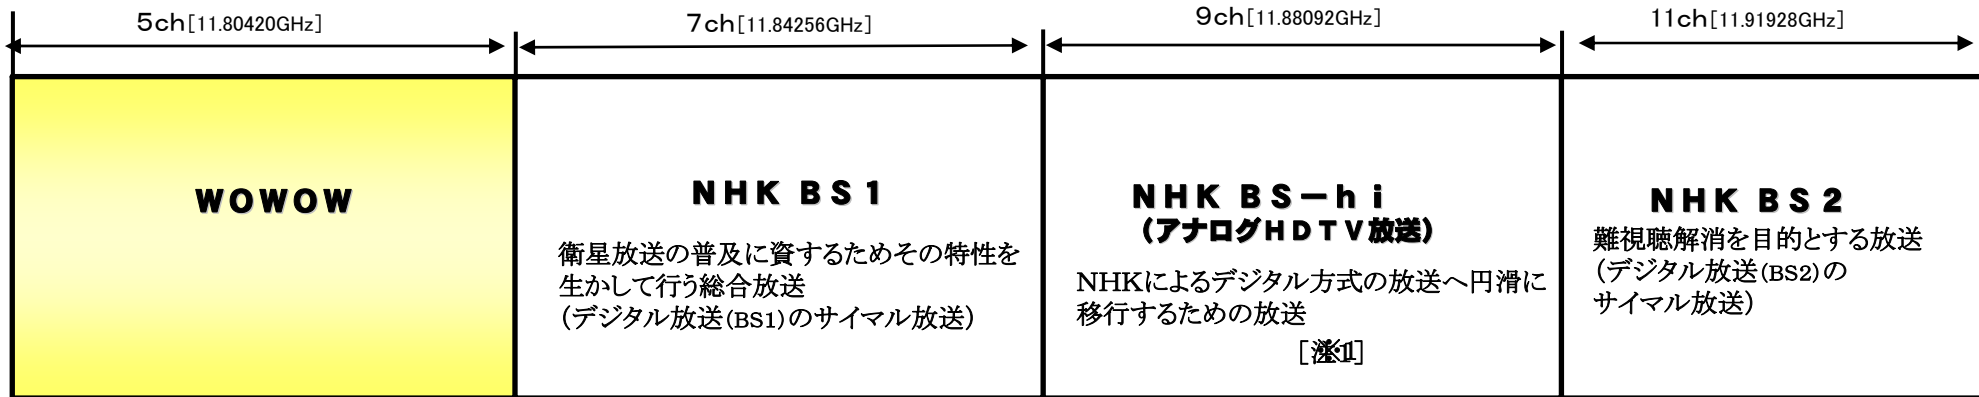 5ch[11.80420GHz]
7ch[11.84256GHz]
9ch[11.88092GHz]
11ch[11.91928GHz]
WOWOW
NHK BS1
衛星放送の普及に資するためその特性を
生かして行う総合放送
(デジタル放送(BS1)のサイマル放送)
NHK BS-hi
(アナログHDTV放送)
NHKによるデジタル方式の放送へ円滑に
移行するための放送
[※1]
NHK BS2
難視聴解消を目的とする放送
(デジタル放送(BS2)の
サイマル放送)